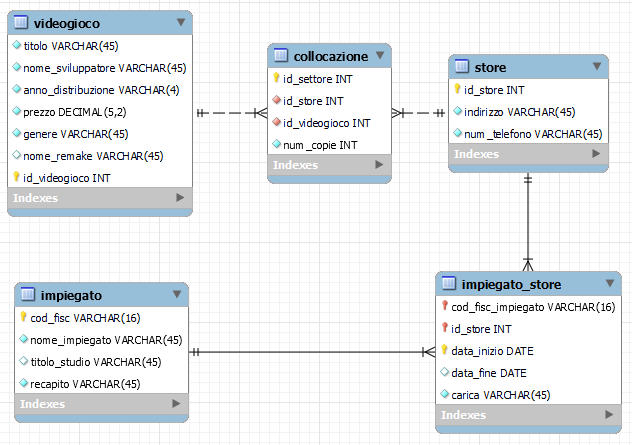 videogioco
titolo VARCHAR(45)
nome_sviluppatore VARCHAR(45)
anno_distribuzione VARCHAR(4)
prezzo DECIMAL(5,2)
genere VARCHAR(45)
nome_remake VARCHAR(45)
id_videogioco INT
Indexes
collocazione
id_settore INT
id_store INT
id_videogioco INT
num_copie INT
Indexes
store
id_store INT
indirizzo VARCHAR(45)
num_telefono VARCHAR(45)
Indexes
impiegato
cod_fisc VARCHAR(16)
nome_impiegato VARCHAR(45)
titolo_studio VARCHAR(45)
recapito VARCHAR(45)
Indexes
impiegato_store
cod_fisc_impiegato VARCHAR(16)
id_store INT
data_inizio DATE
data_fine DATE
carica VARCHAR(45)
Indexes